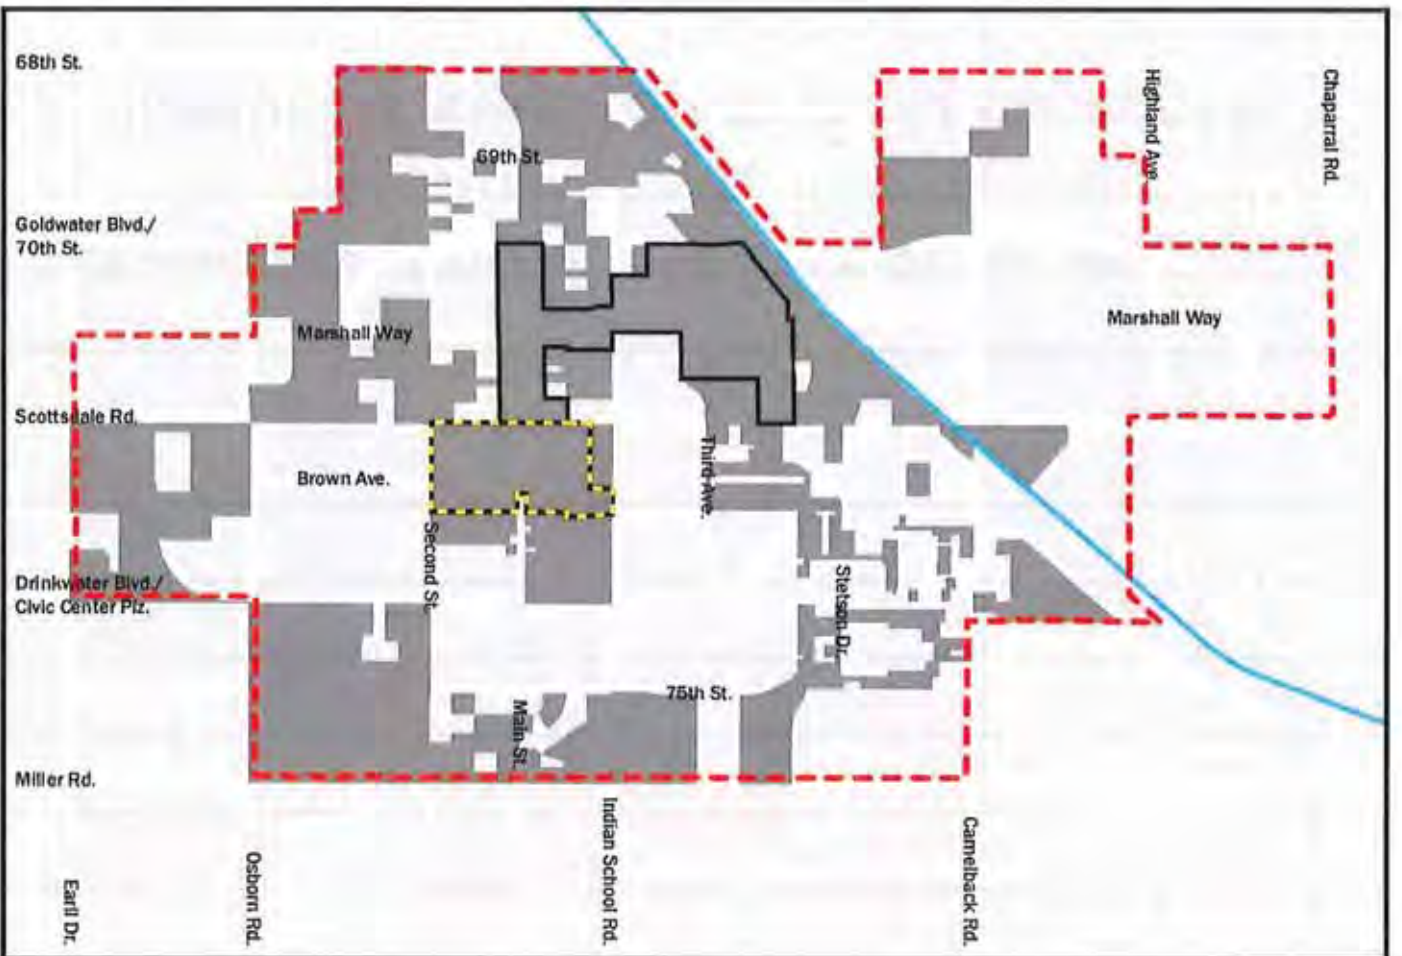 68th St.
Highland Ave.
Chaparral Rd.
69th St.
Goldwater Blvd./
70th St.
Marshall Way
Marshall Way
Scottsdale Rd.
Third Ave.
Brown Ave.
Second St.
Drinkwater Blvd./
Civic Center Plz.
Stetson Dr.
75th St.
Main St.
Miller Rd.
Indian School Rd.
Camelback Rd.
Osborn Rd.
Earll Dr.